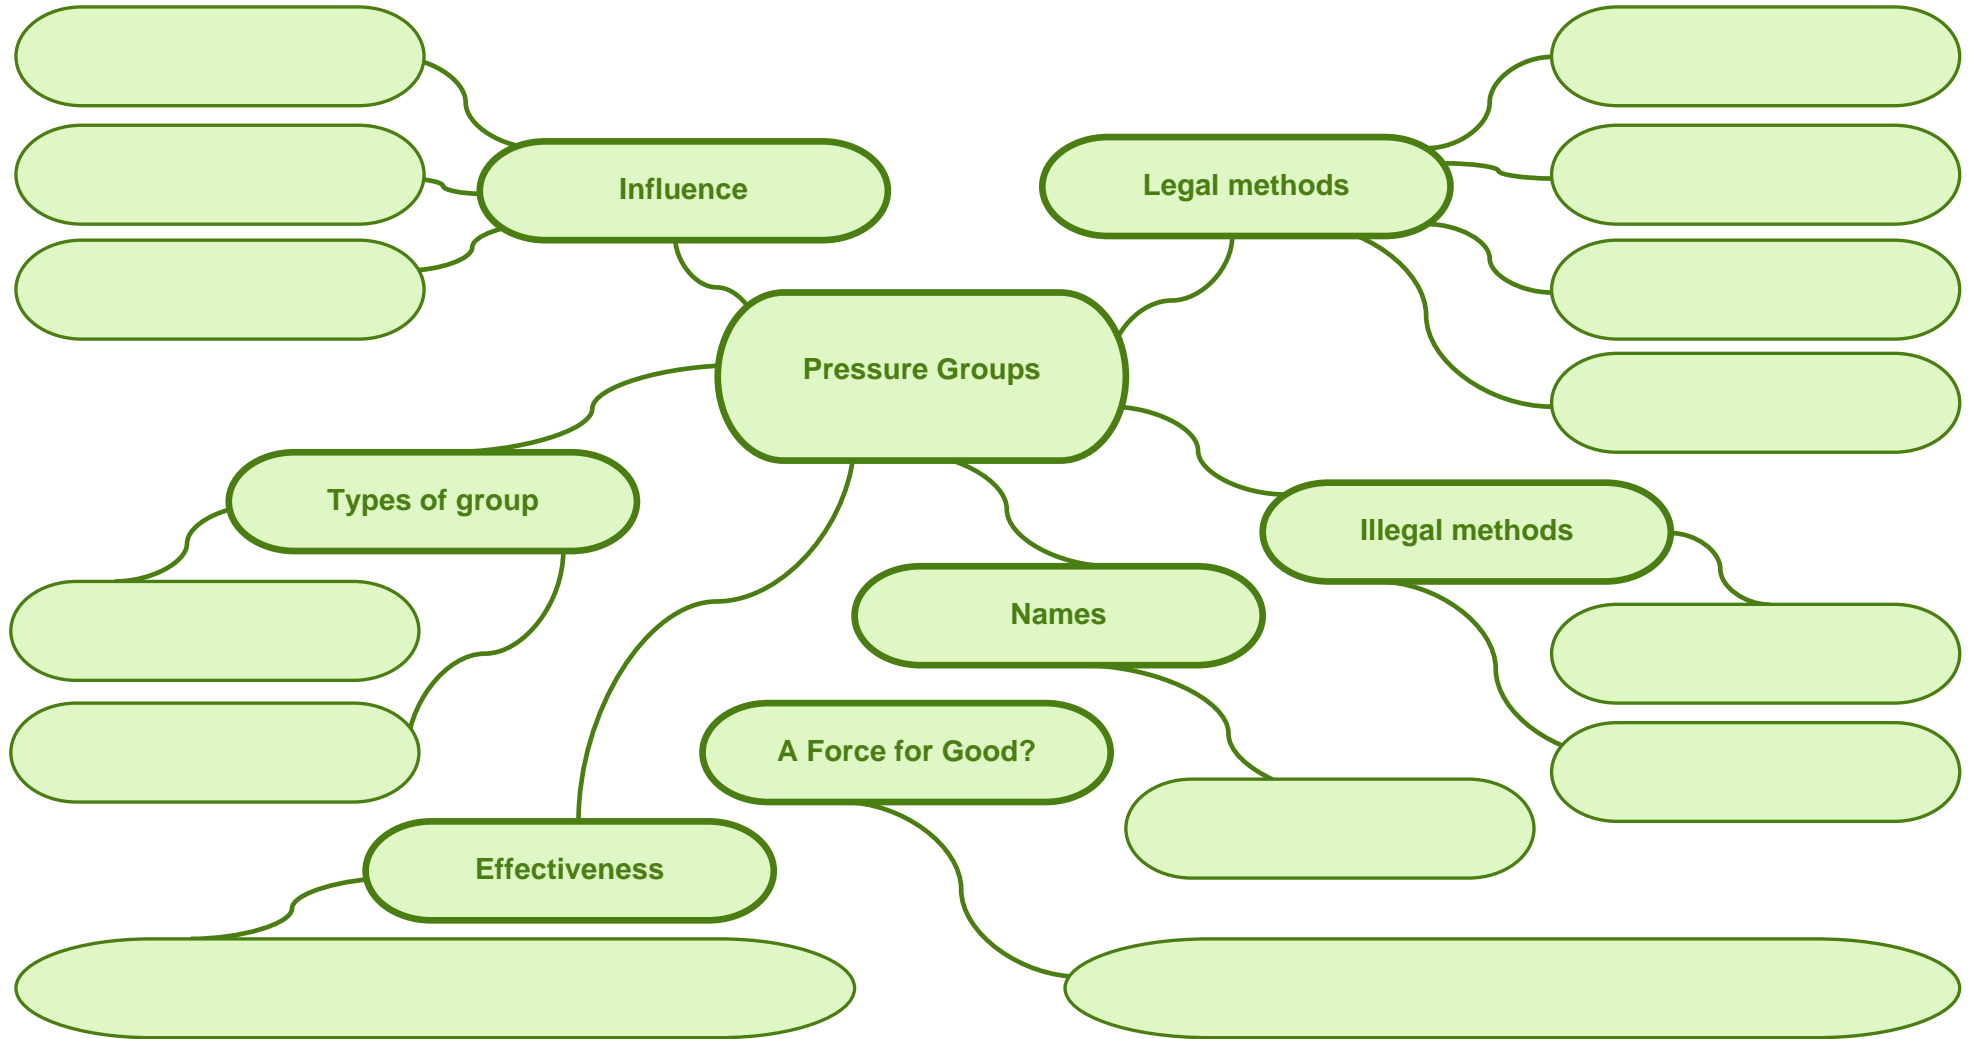 Influence
Legal methods
Pressure Groups
Types of group
Illegal methods
Names
A Force for Good?
Effectiveness